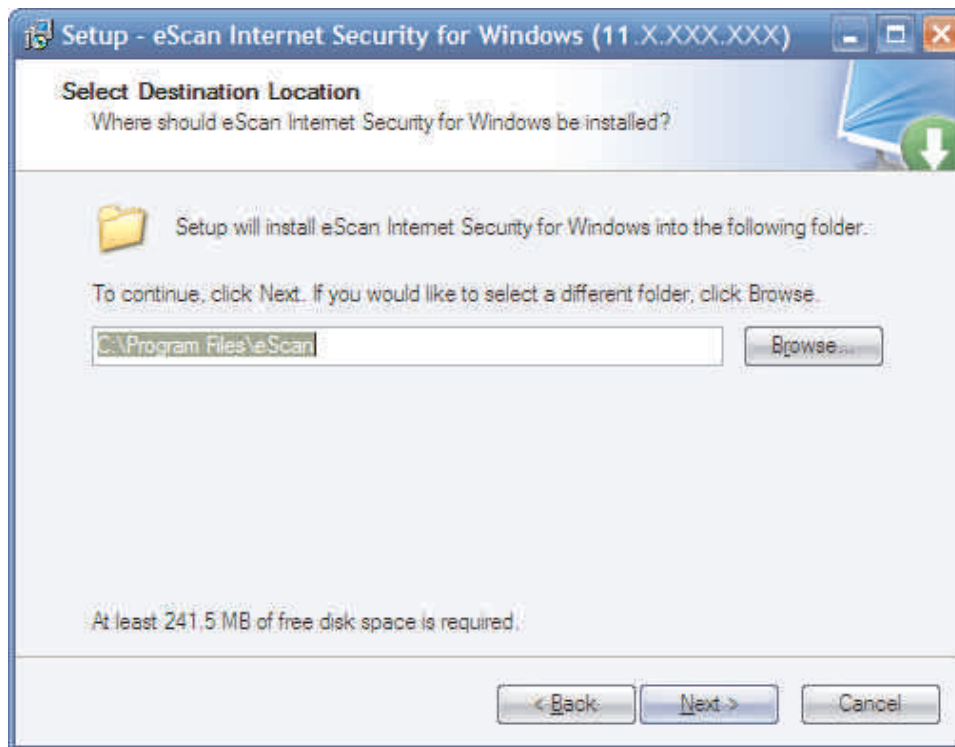 Setup - eScan Internet Security for Windows (11.X.XXX.XXX)
Select Destination Location
Where should eScan Internet Security for Windows be installed?
Setup will install eScan Internet Security for Windows into the following folder.
To continue, click Next. If you would like to select a different folder, click Browse.
C:\Program Files\eScan
Browse...
At least 241.5 MB of free disk space is required.
< Back
Next >
Cancel